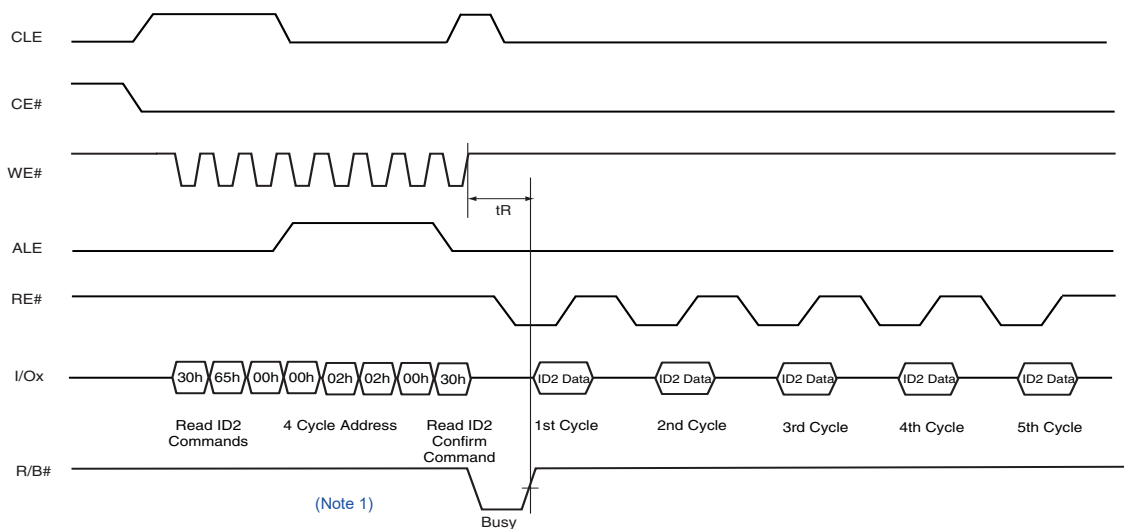 CLE
CE#
WE#
tR
ALE
RE#
I/Ox 30h 65h 00h 00h 02h 02h 00h 30h ID2 Data ID2 Data ID2 Data ID2 Data ID2 Data
Read ID2
Commands
4 Cycle Address
Read ID2
Confirm
Command
1st Cycle 2nd Cycle 3rd Cycle 4th Cycle 5th Cycle
R/B#
(Note 1)
Busy